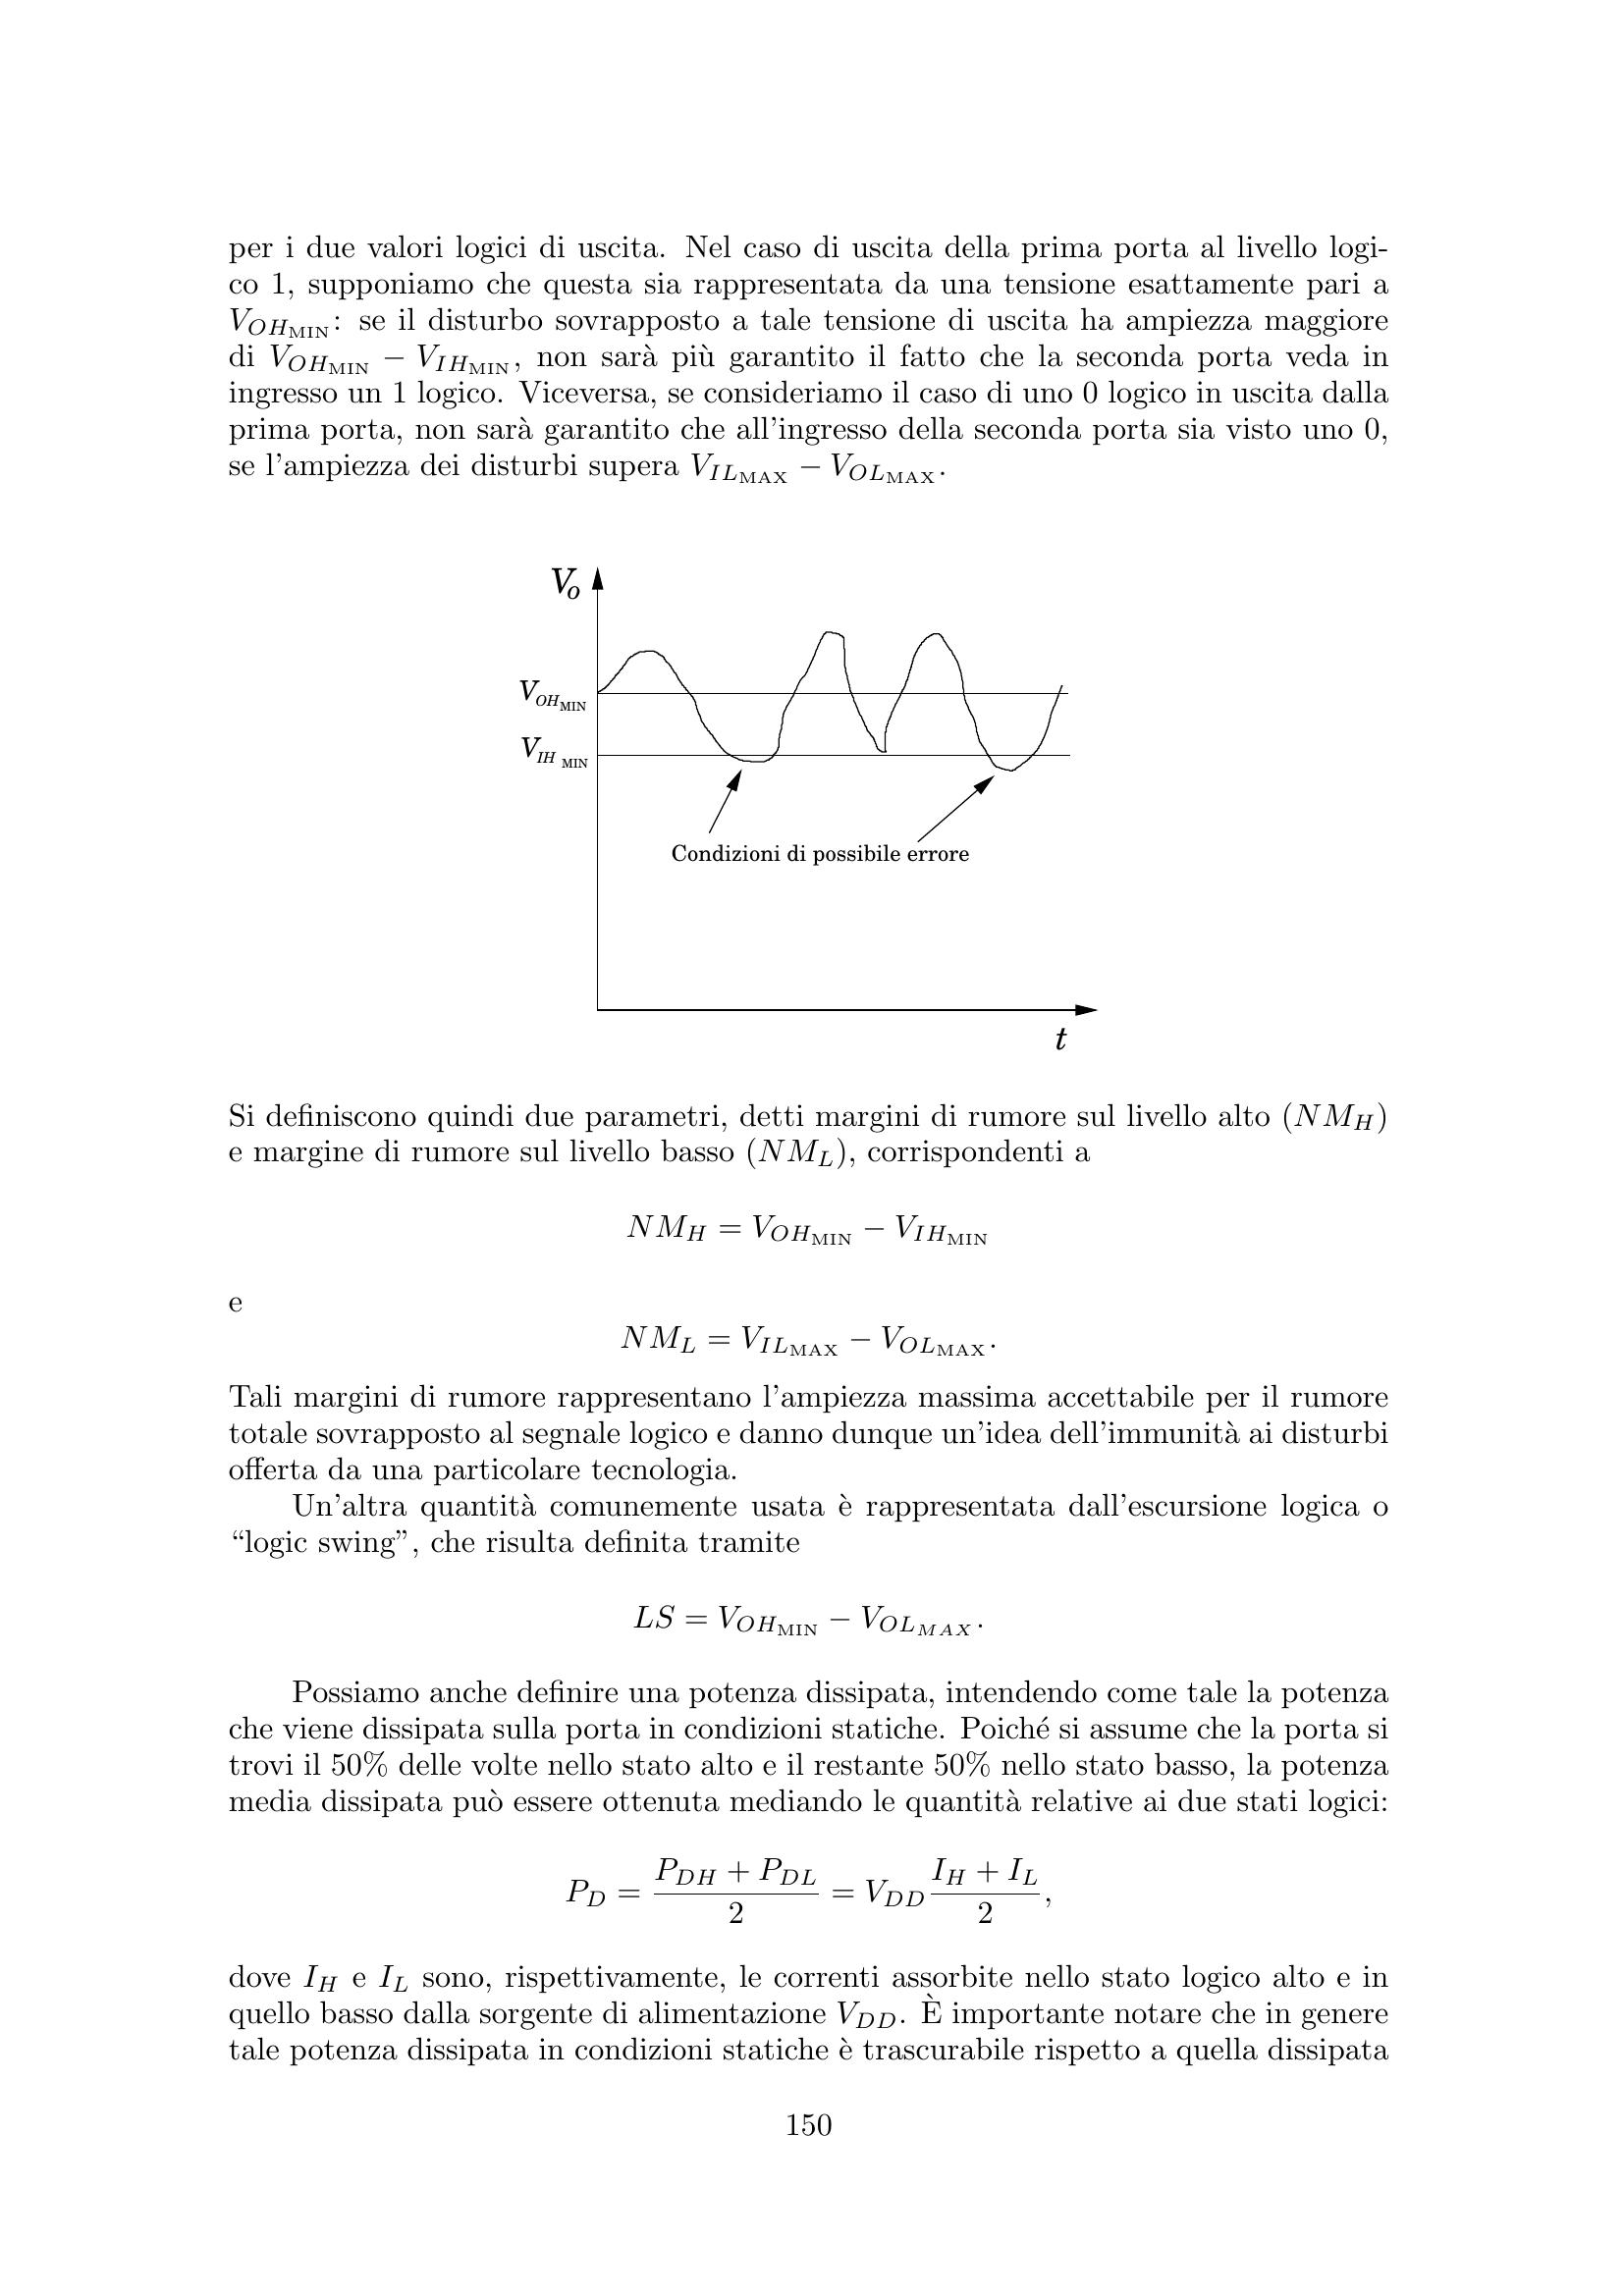 per i due valori logici di uscita. Nel caso di uscita della prima porta al livello logi-
co 1, supponiamo che questa sia rappresentata da una tensione esattamente pari a
V_{OH_{MIN}}: se il disturbo sovrapposto a tale tensione di uscita ha ampiezza maggiore
di V_{OH_{MIN}} − V_{IH_{MIN}}, non sarà più garantito il fatto che la seconda porta veda in
ingresso un 1 logico. Viceversa, se consideriamo il caso di uno 0 logico in uscita dalla
prima porta, non sarà garantito che all'ingresso della seconda porta sia visto uno 0,
se l'ampiezza dei disturbi supera V_{IL_{MAX}} − V_{OL_{MAX}}.
V_o
V_{OH_{MIN}}
V_{IH_{MIN}}
Condizioni di possibile errore
t
Si definiscono quindi due parametri, detti margini di rumore sul livello alto (NM_H)
e margine di rumore sul livello basso (NM_L), corrispondenti a
NM_H = V_{OH_{MIN}} − V_{IH_{MIN}}
e
NM_L = V_{IL_{MAX}} − V_{OL_{MAX}}.
Tali margini di rumore rappresentano l'ampiezza massima accettabile per il rumore
totale sovrapposto al segnale logico e danno dunque un'idea dell'immunità ai disturbi
offerta da una particolare tecnologia.
Un'altra quantità comunemente usata è rappresentata dall'escursione logica o
“logic swing”, che risulta definita tramite
LS = V_{OH_{MIN}} − V_{OL_{MAX}}.
Possiamo anche definire una potenza dissipata, intendendo come tale la potenza
che viene dissipata sulla porta in condizioni statiche. Poiché si assume che la porta si
trovi il 50% delle volte nello stato alto e il restante 50% nello stato basso, la potenza
media dissipata può essere ottenuta mediando le quantità relative ai due stati logici:
P_D = \frac{P_{DH} + P_{DL}}{2} = V_{DD} \frac{I_H + I_L}{2},
dove I_H e I_L sono, rispettivamente, le correnti assorbite nello stato logico alto e in
quello basso dalla sorgente di alimentazione V_{DD}. È importante notare che in genere
tale potenza dissipata in condizioni statiche è trascurabile rispetto a quella dissipata
150